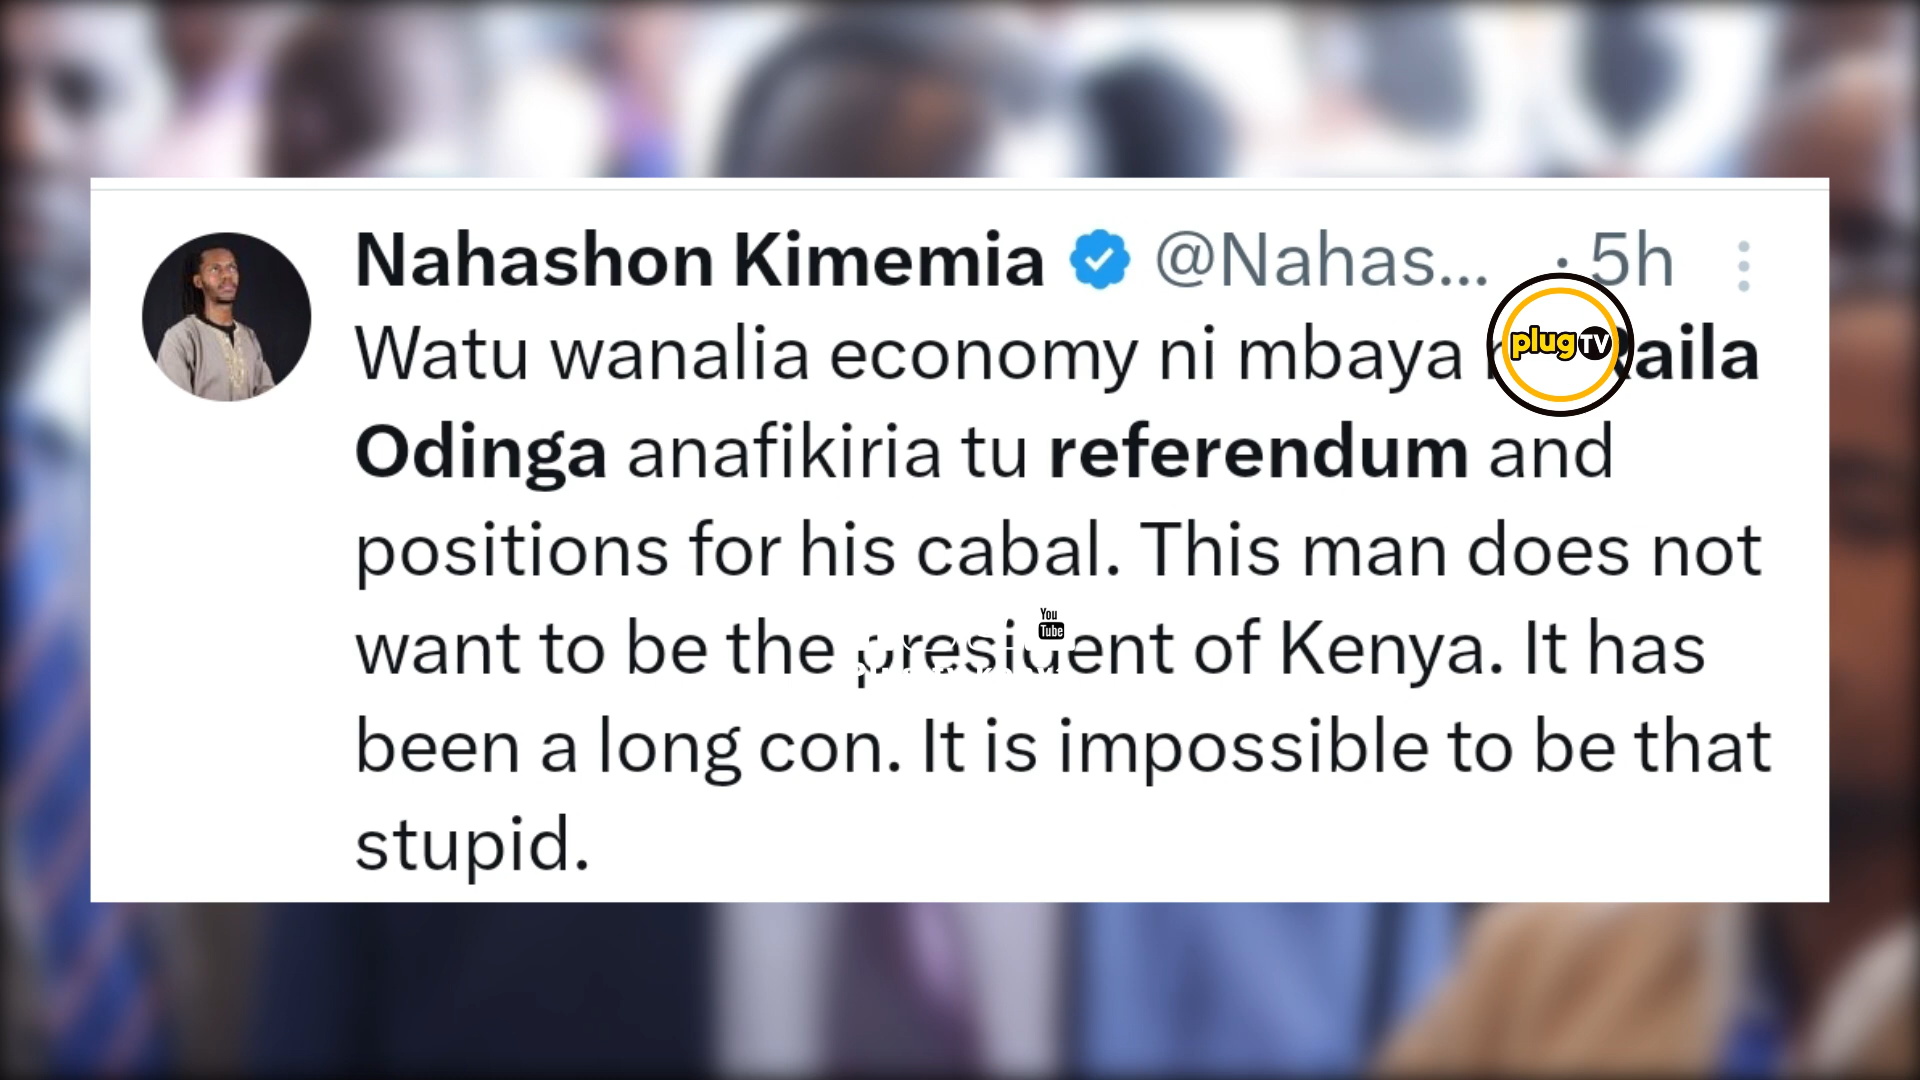 Nahashon Kimemia @Nahas... · 5h
Watu wanalia economy ni mbaya Raila
Odinga anafikiria tu referendum and
positions for his cabal. This man does not
want to be the president of Kenya. It has
been a long con. It is impossible to be that
stupid.
plug TV
You
Tube